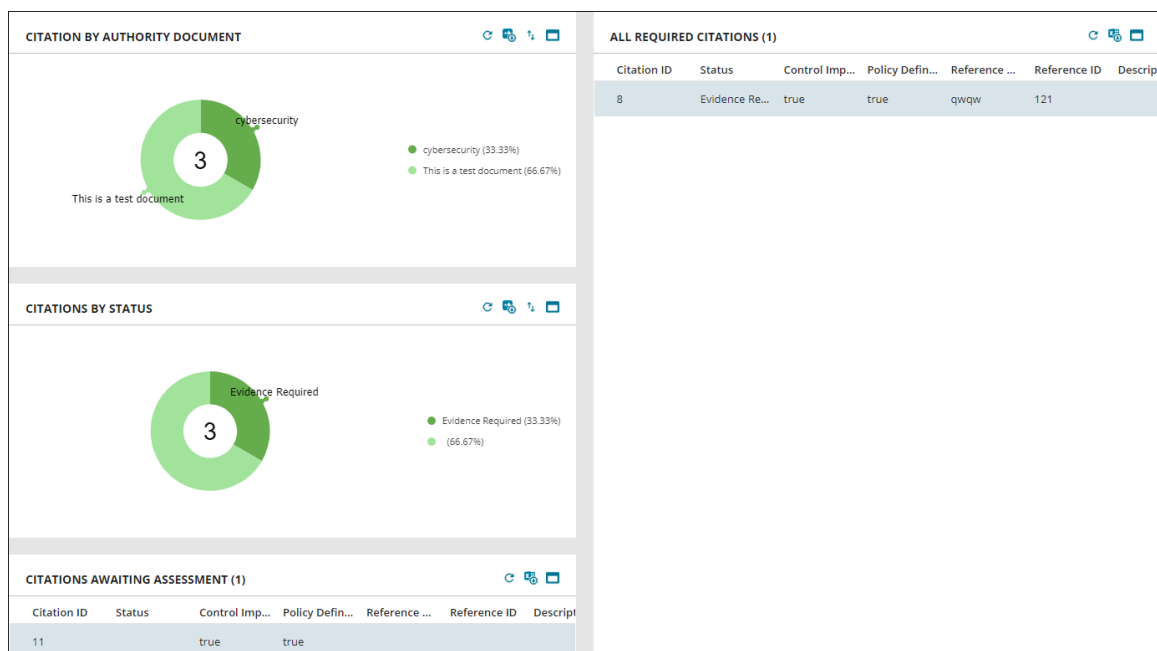 CITATION BY AUTHORITY DOCUMENT
cybersecurity
3
This is a test document
cybersecurity (33.33%)
This is a test document (66.67%)
CITATIONS BY STATUS
Evidence Required
3
Evidence Required (33.33%)
(66.67%)
CITATIONS AWAITING ASSESSMENT (1)
Citation ID Status Control Imp... Policy Defin... Reference ... Reference ID Descript
11 true true
ALL REQUIRED CITATIONS (1)
Citation ID Status Control Imp... Policy Defin... Reference ... Reference ID Descrip
8 Evidence Re... true true qwqw 121